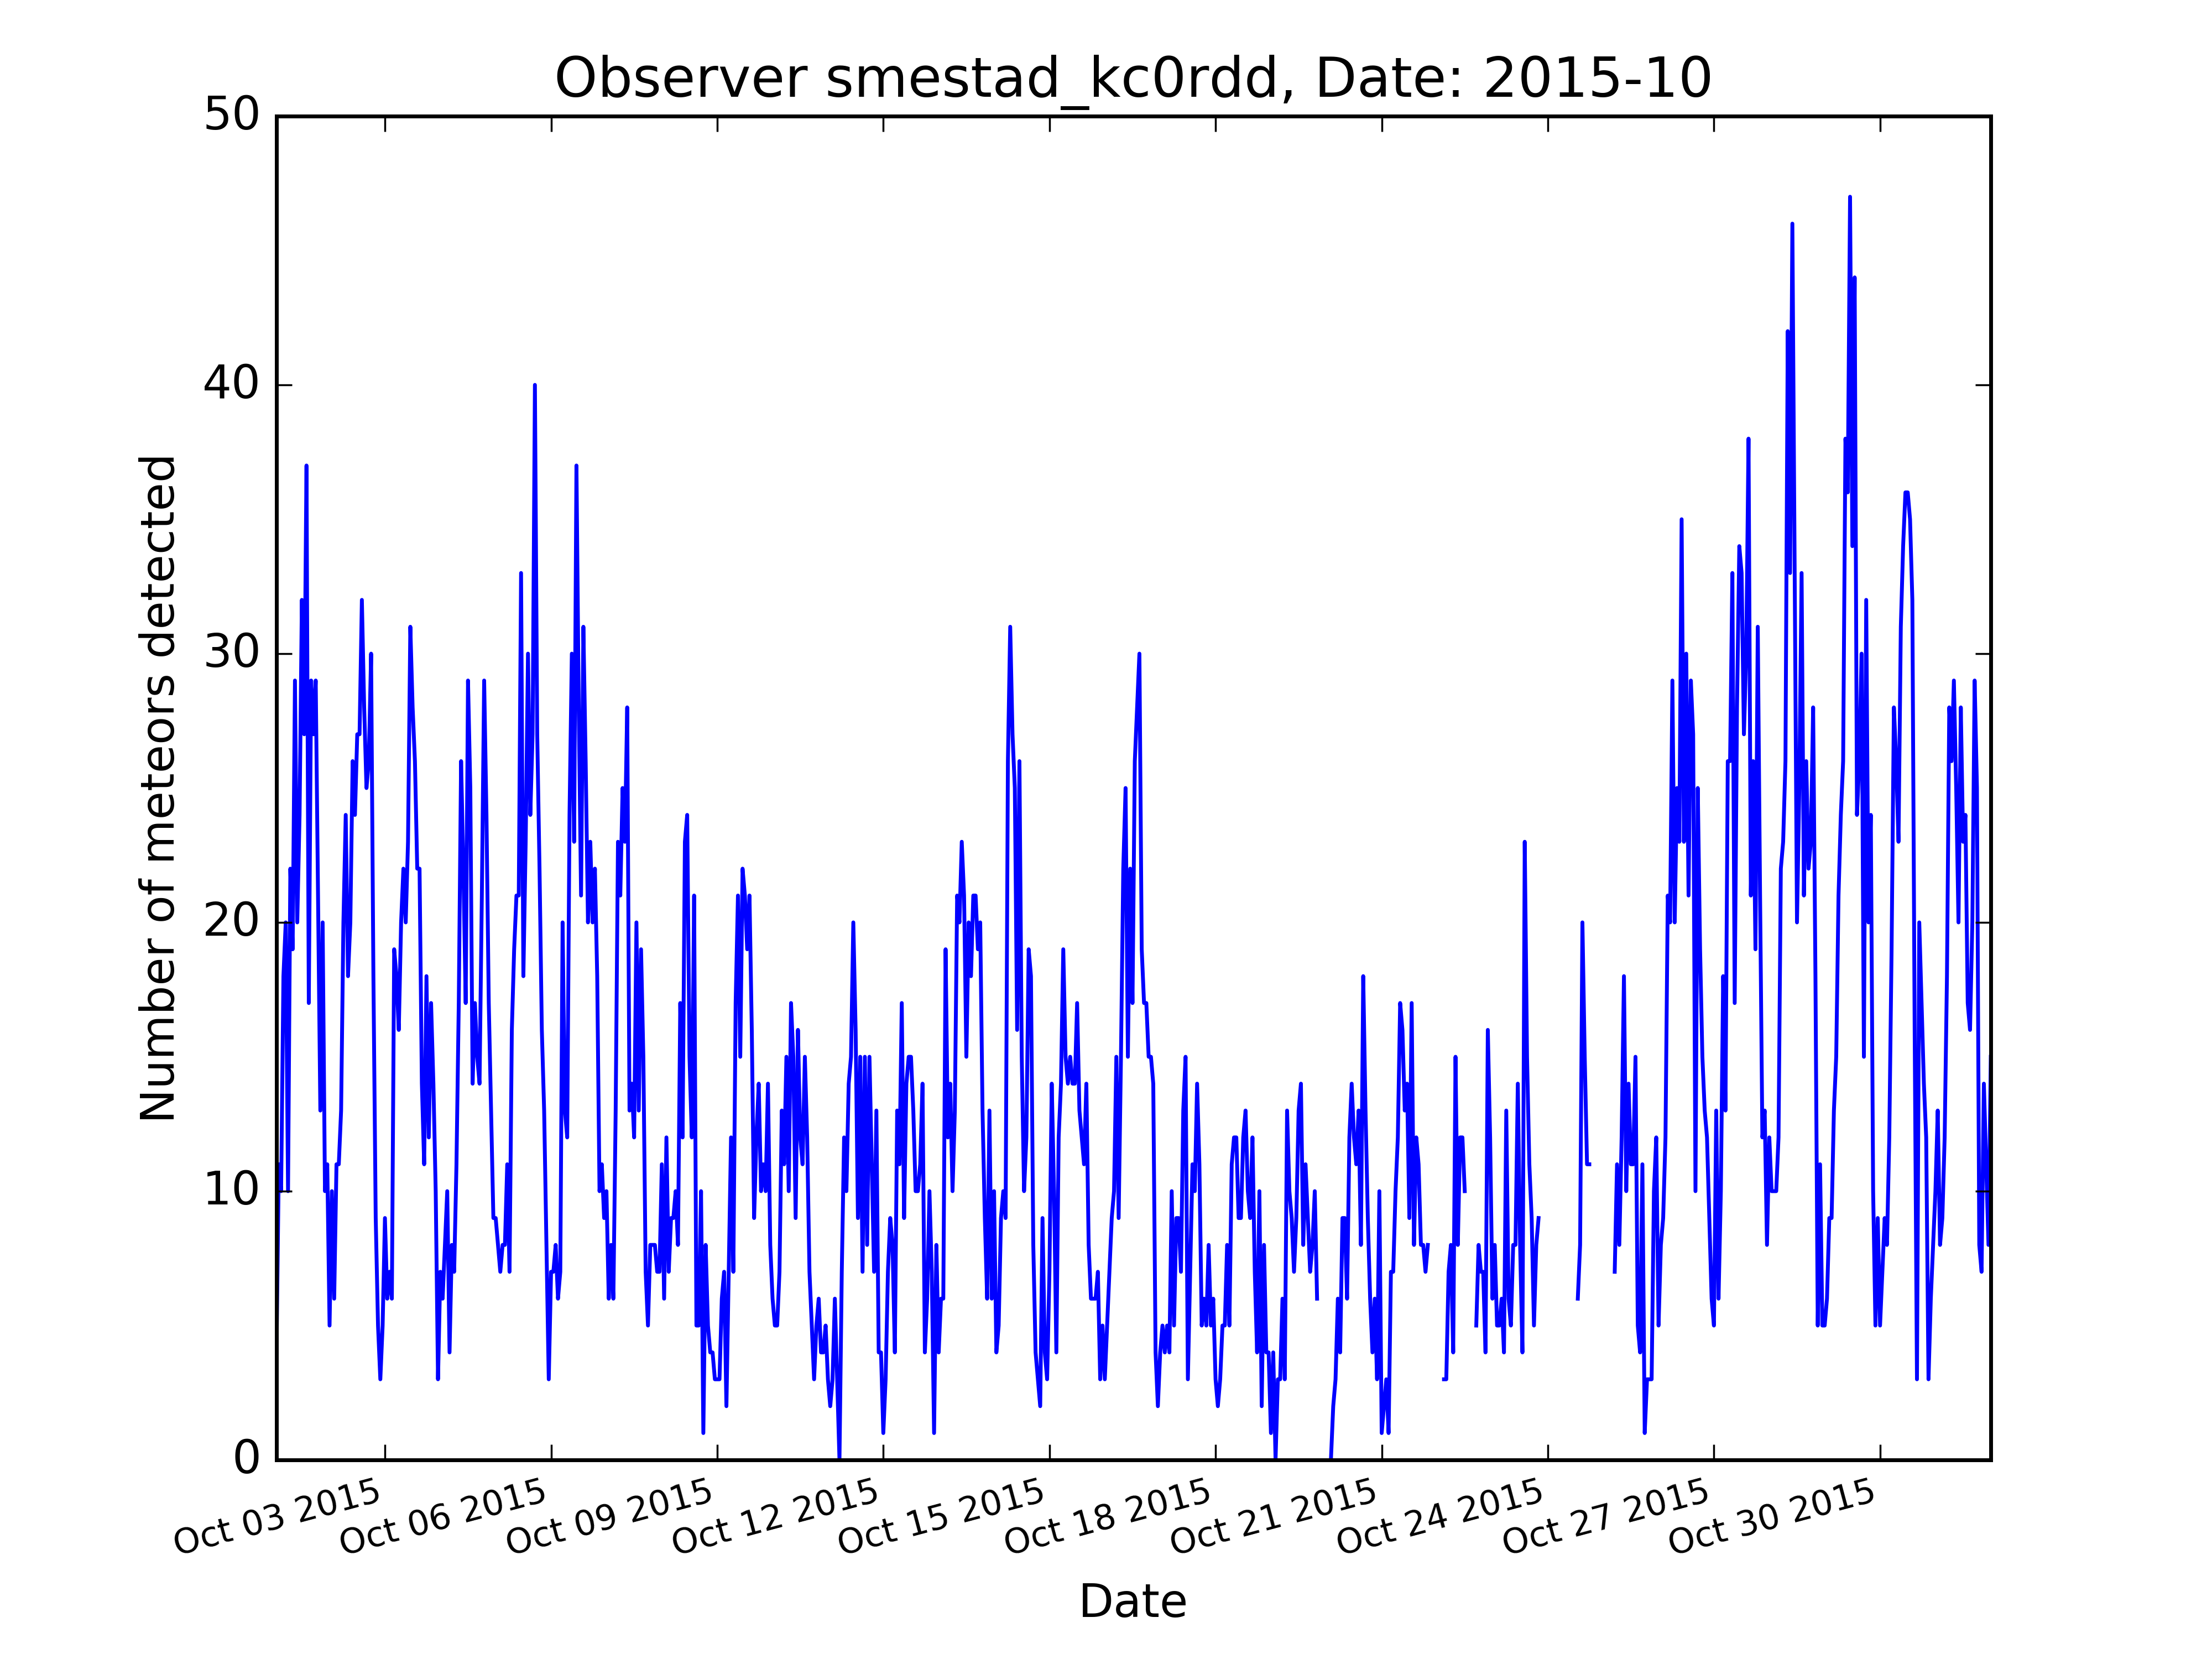 Observer smestad_kc0rdd, Date: 2015-10
Number of meteors detected
50
40
30
20
10
0
Oct 03 2015
Oct 06 2015
Oct 09 2015
Oct 12 2015
Oct 15 2015
Oct 18 2015
Oct 21 2015
Oct 24 2015
Oct 27 2015
Oct 30 2015
Date